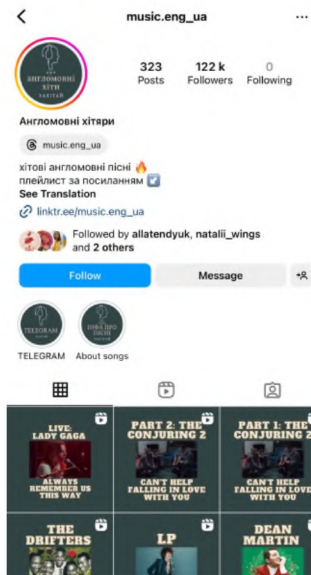 music.eng_ua
АНГЛОМОВНІ
ХІТИ
323 122 k 0
Posts Followers Following
Англомовні хітяри
music.eng_ua
хітові англомовні пісні 🔥
плейлист за посиланням ↙️
See Translation
linktr.ee/music.eng_ua
Followed by allatendyuk, natalii_wings
and 2 others
Follow Message
TELEGRAM
ІНФА ПРО
ПІСНІ
TELEGRAM About songs
LIVE:
LADY GAGA
ALWAYS
REMEMBER US
THIS WAY
PART 2: THE
CONJURING 2
CAN'T HELP
FALLING IN LOVE
WITH YOU
PART 1: THE
CONJURING 2
CAN'T HELP
FALLING IN LOVE
WITH YOU
THE
DRIFTERS
LP
DEAN
MARTIN